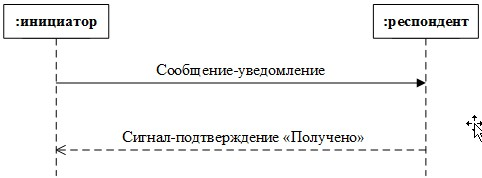 :инициатор
:респондент
Сообщение-уведомление
Сигнал-подтверждение «Получено»